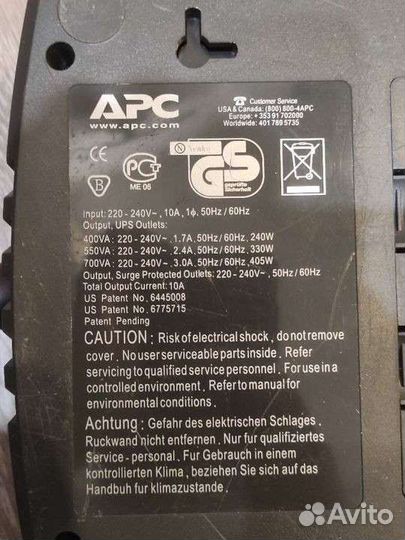 APC
www.apc.com
Customer Service
USA & Canada: (800) 800-4APC
Europe: +353 91 702000
Worldwide: 401 789 5735
CE
B
ME 06
GS
geprüfte
Sicherheit
Input: 220 - 240V~, 10A, 1ϕ, 50Hz / 60Hz
Output, UPS Outlets:
400VA: 220 - 240V~, 1.7A, 50Hz / 60Hz, 240W
550VA: 220 - 240V~, 2.4A, 50Hz / 60Hz, 330W
700VA: 220 - 240V~, 3.0A, 50Hz / 60Hz, 405W
Output, Surge Protected Outlets: 220 - 240V~, 50Hz / 60Hz
Total Output Current: 10A
US Patent No. 6445008
US Patent No. 6775715
Patent Pending
CAUTION: Risk of electrical shock, do not remove
cover. No user serviceable parts inside. Refer
servicing to qualified service personnel. For use in a
controlled environment. Refer to manual for
environmental conditions.
Achtung: Gefahr des elektrischen Schlages.
Ruckwand nicht entfernen. Nur fur qualifiziertes
Service - personal. Fur Gebrauch in einem
kontrollierten Klima, beziehen Sie sich auf das
Handbuh fur klimazustande.
Avito